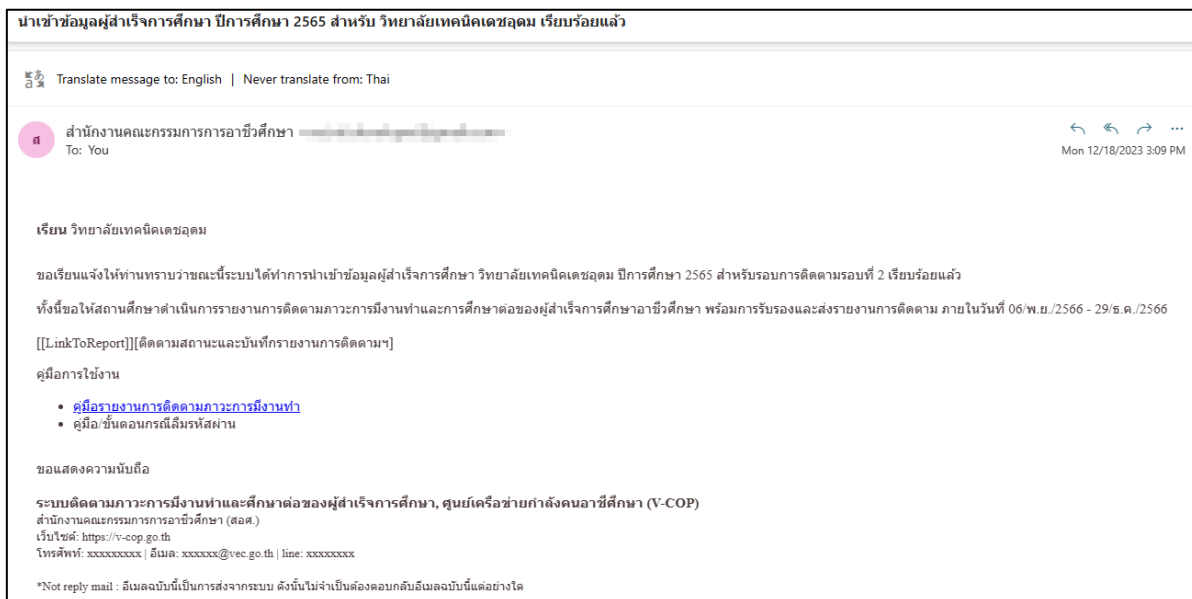 นำเข้าข้อมูลผู้สำเร็จการศึกษา ปีการศึกษา 2565 สำหรับ วิทยาลัยเทคนิคเดชอุดม เรียบร้อยแล้ว
Translate message to: English | Never translate from: Thai
ส
สำนักงานคณะกรรมการการอาชีวศึกษา
To: You
Mon 12/18/2023 3:09 PM
เรียน วิทยาลัยเทคนิคเดชอุดม
ขอเรียนแจ้งให้ท่านทราบว่าขณะนี้ระบบได้ทำการนำเข้าข้อมูลผู้สำเร็จการศึกษา วิทยาลัยเทคนิคเดชอุดม ปีการศึกษา 2565 สำหรับรอบการติดตามรอบที่ 2 เรียบร้อยแล้ว
ทั้งนี้ขอให้สถานศึกษาดำเนินการรายงานการติดตามภาวะการมีงานทำและการศึกษาต่อของผู้สำเร็จการศึกษาอาชีวศึกษา พร้อมการรับรองและส่งรายงานการติดตาม ภายในวันที่ 06/พ.ย./2566 - 29/ธ.ค./2566
[[LinkToReport]][ติดตามสถานะและบันทึกรายงานการติดตามฯ]
คู่มือการใช้งาน
• คู่มือรายงานการติดตามภาวะการมีงานทำ
• คู่มือ/ขั้นตอนกรณีลืมรหัสผ่าน
ขอแสดงความนับถือ
ระบบติดตามภาวะการมีงานทำและศึกษาต่อของผู้สำเร็จการศึกษา, ศูนย์เครือข่ายกำลังคนอาชีศึกษา (V-COP)
สำนักงานคณะกรรมการการอาชีวศึกษา (สอศ.)
เว็บไซต์: https://v-cop.go.th
โทรศัพท์: xxxxxxxxx | อีเมล: xxxxxx@vec.go.th | line: xxxxxxxx
*Not reply mail : อีเมลฉบับนี้เป็นการส่งจากระบบ ดังนั้นไม่จำเป็นต้องตอบกลับอีเมลฉบับนี้แต่อย่างใด